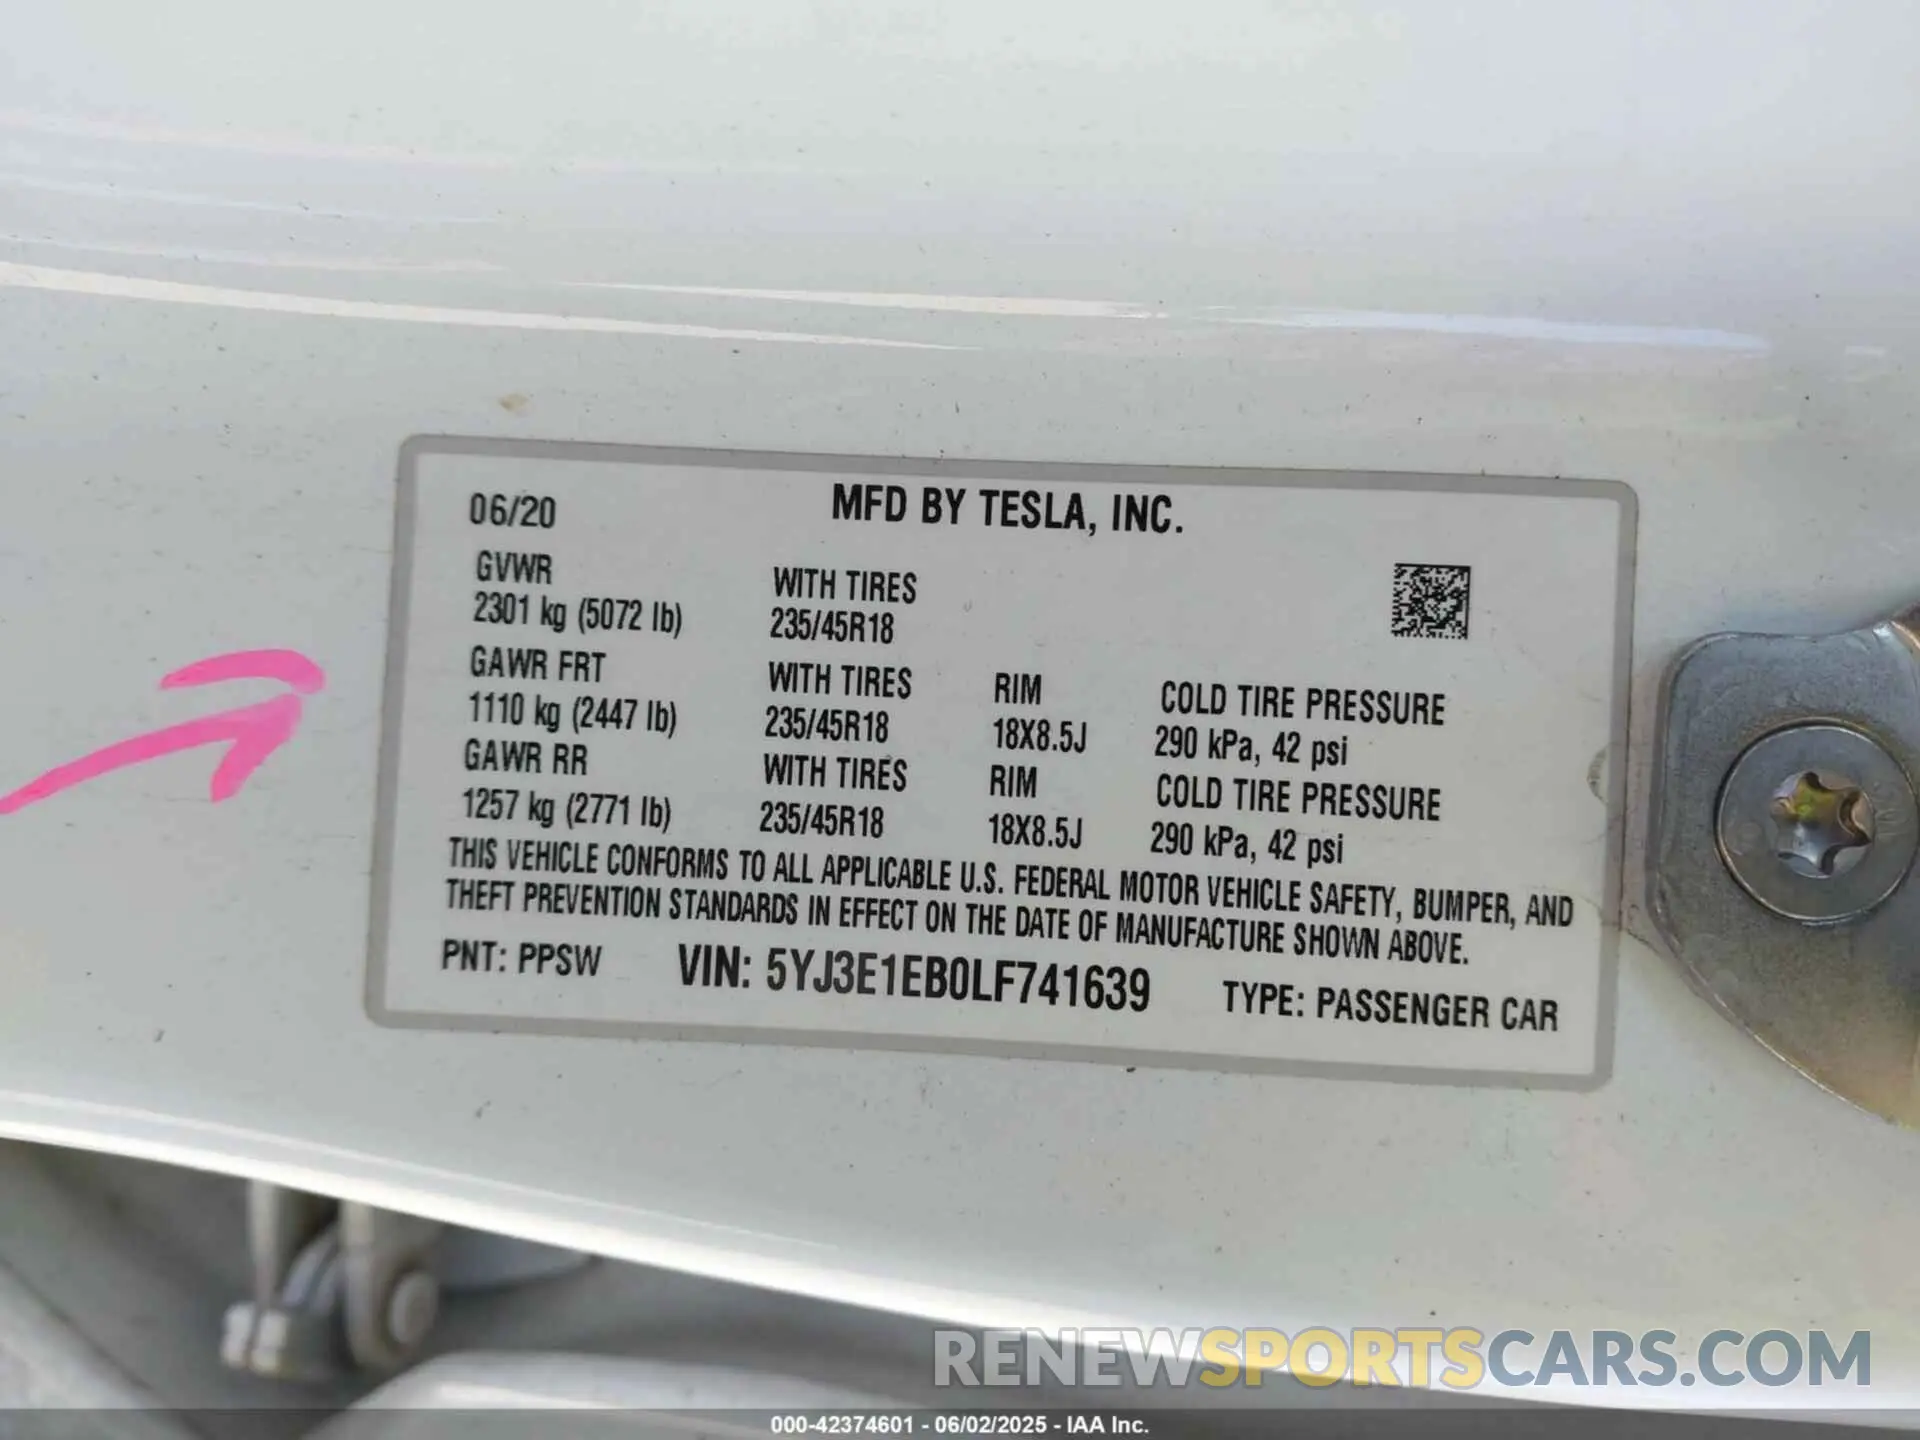 06/20
MFD BY TESLA, INC.
GVWR
WITH TIRES
2301 kg (5072 lb)
235/45R18
GAWR FRT
WITH TIRES
RIM
COLD TIRE PRESSURE
1110 kg (2447 lb)
235/45R18
18X8.5J
290 kPa, 42 psi
GAWR RR
WITH TIRES
RIM
COLD TIRE PRESSURE
1257 kg (2771 lb)
235/45R18
18X8.5J
290 kPa, 42 psi
THIS VEHICLE CONFORMS TO ALL APPLICABLE U.S. FEDERAL MOTOR VEHICLE SAFETY, BUMPER, AND
THEFT PREVENTION STANDARDS IN EFFECT ON THE DATE OF MANUFACTURE SHOWN ABOVE.
PNT: PPSW
VIN: 5YJ3E1EB0LF741639
TYPE: PASSENGER CAR
RENEWSPORTSCARS.COM
000-42374601 - 06/02/2025 - IAA Inc.